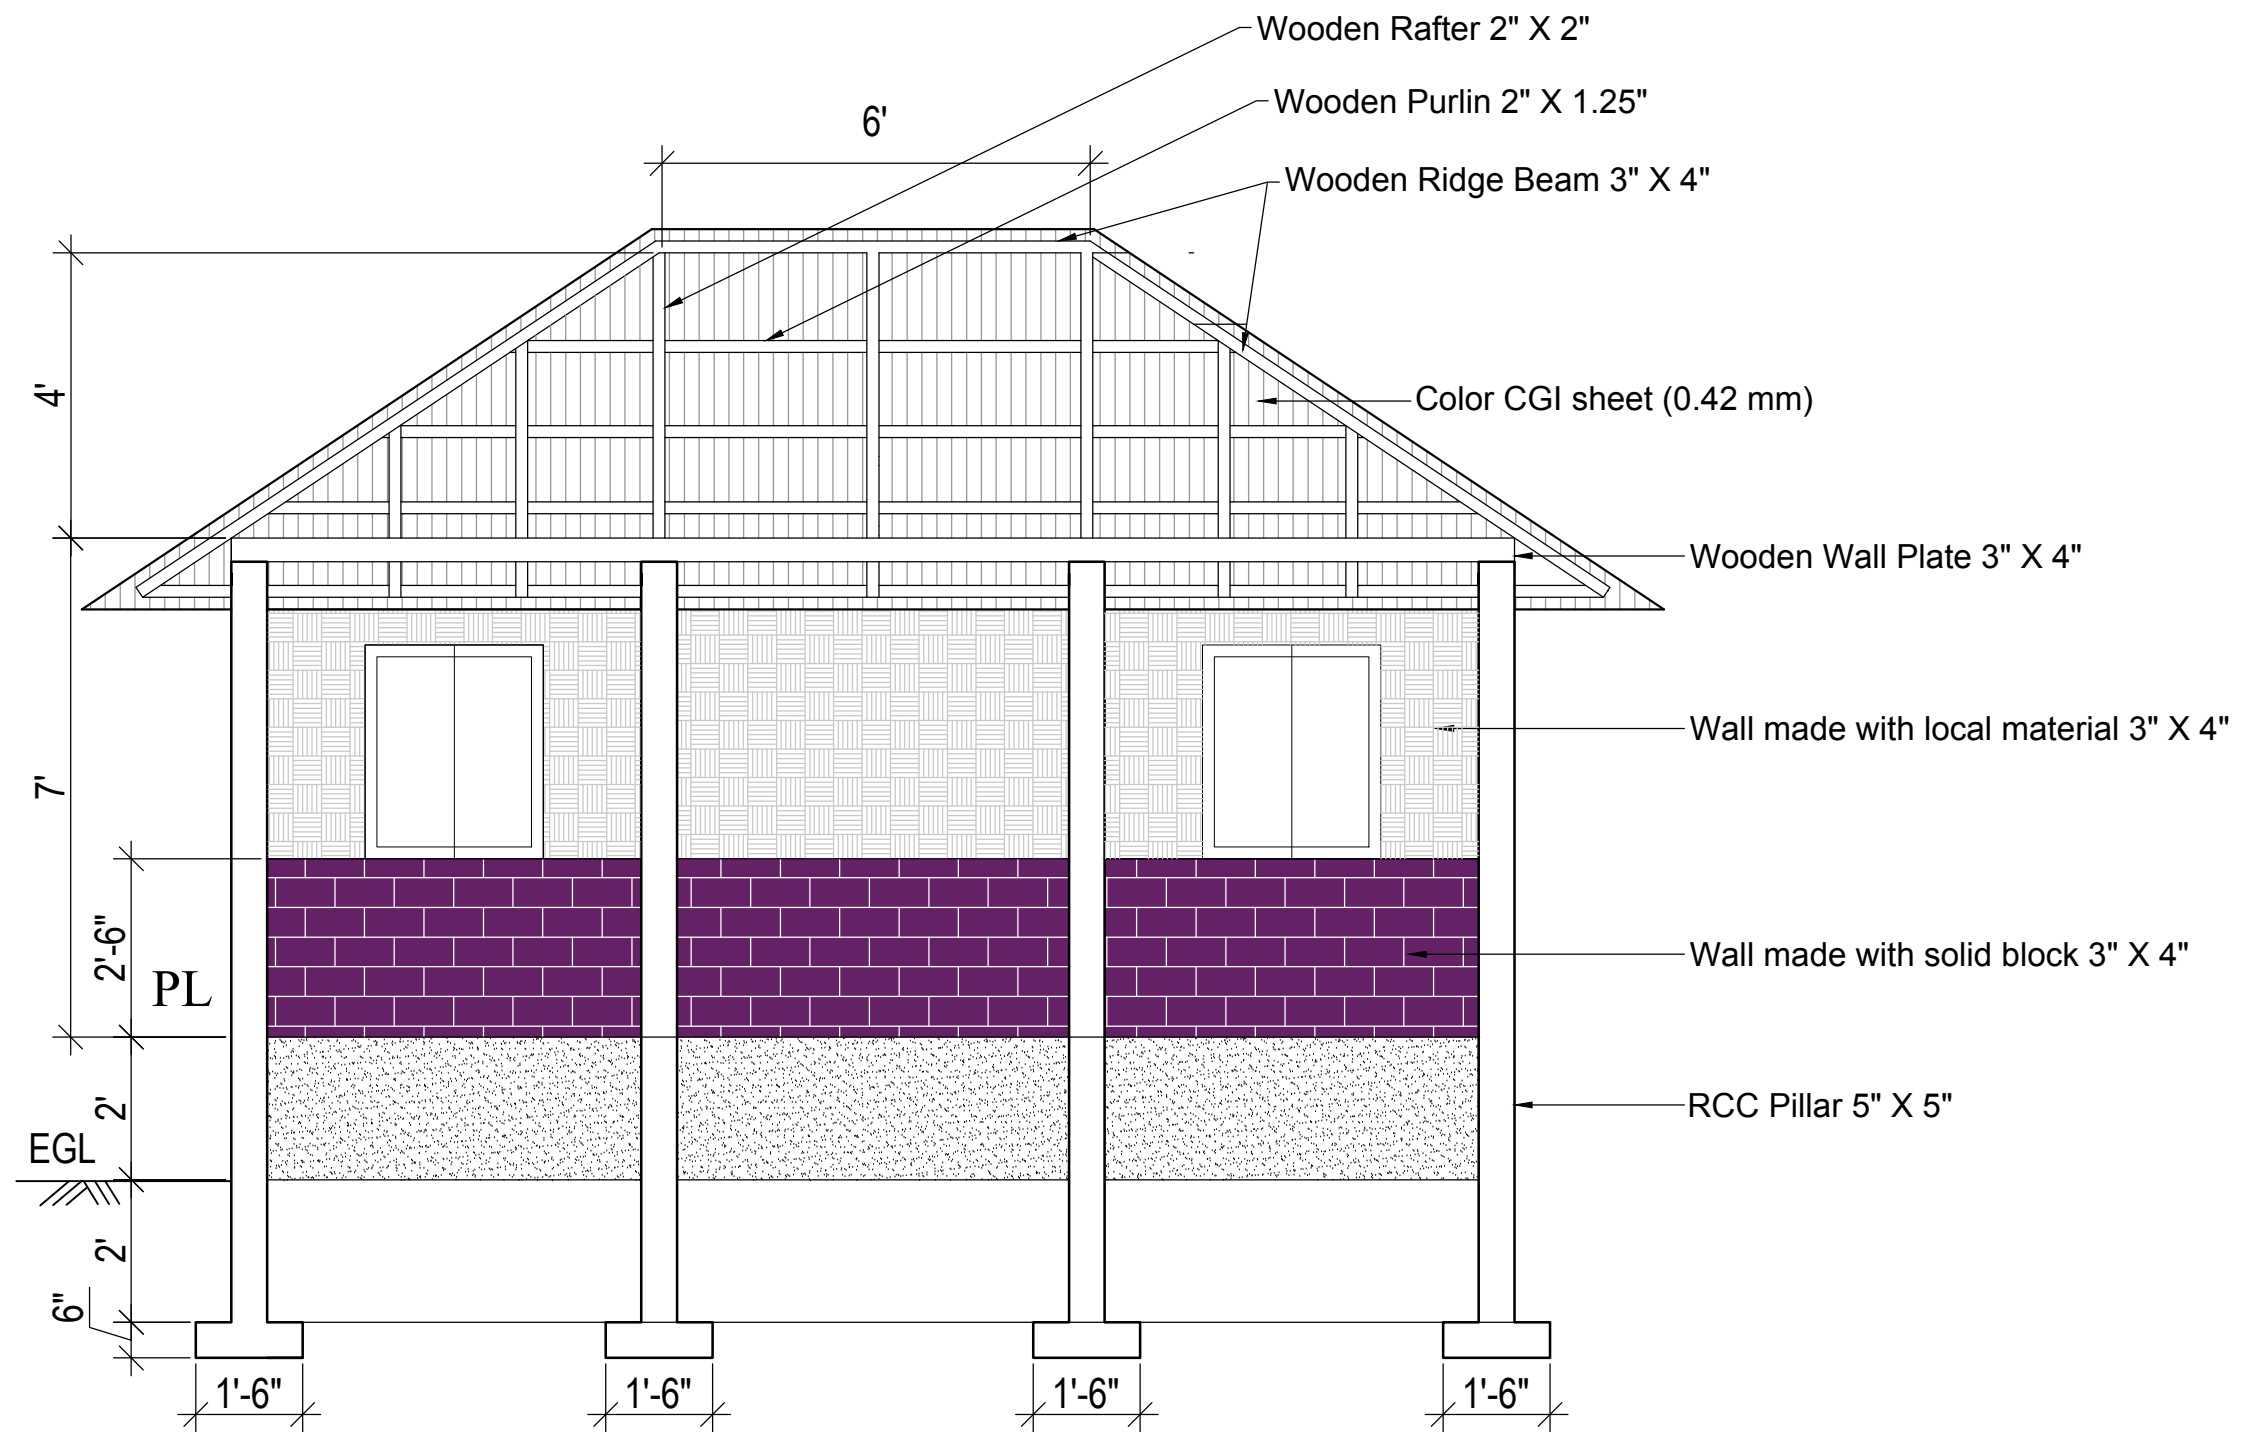 Wooden Rafter 2" X 2"
Wooden Purlin 2" X 1.25"
6'
Wooden Ridge Beam 3" X 4"
4'
Color CGI sheet (0.42 mm)
Wooden Wall Plate 3" X 4"
7'
Wall made with local material 3" X 4"
2'-6"
PL
Wall made with solid block 3" X 4"
2'
RCC Pillar 5" X 5"
EGL
2'
6"
1'-6"
1'-6"
1'-6"
1'-6"